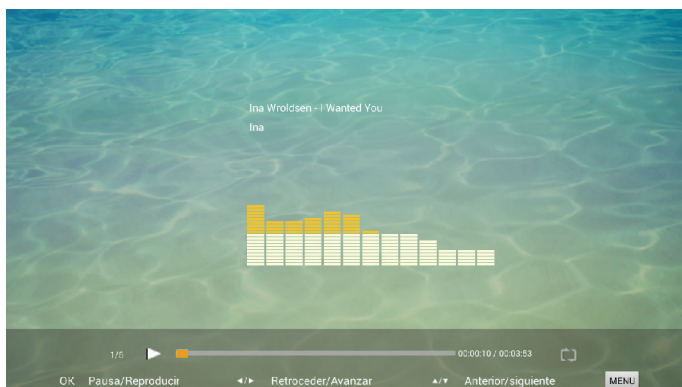 Ina Wroldsen - I Wanted You
Ina
1/5 00:00:10 / 00:03:53
OK Pausa/Reproducir ◄/► Retroceder/Avanzar ▲/▼ Anterior/siguiente MENU